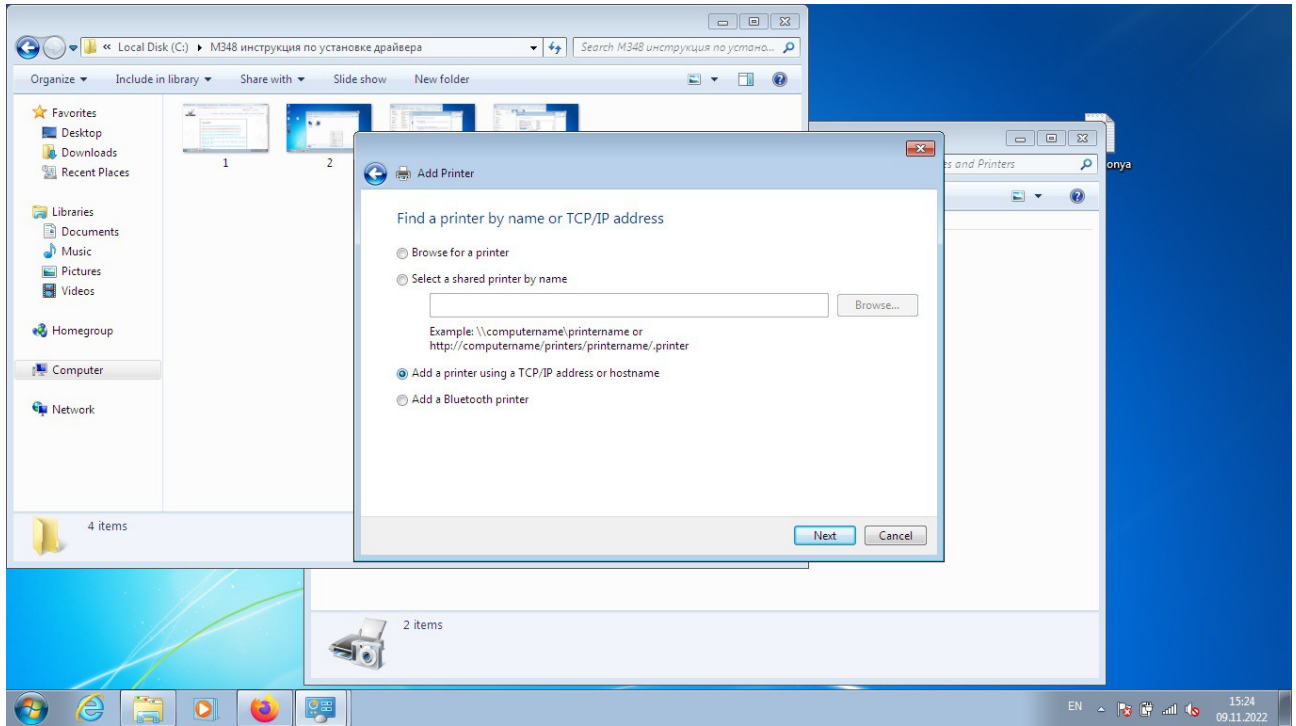 « Local Disk (C:) ▸ М348 инструкция по установке драйвера
Search М348 инструкция по устано...
Organize ▼ Include in library ▼ Share with ▼ Slide show New folder
Favorites
Desktop
Downloads
Recent Places
Libraries
Documents
Music
Pictures
Videos
Homegroup
Computer
Network
1
2
4 items
and Printers
onya
Add Printer
Find a printer by name or TCP/IP address
Browse for a printer
Select a shared printer by name
Browse...
Example: \\computername\printername or
http://computername/printers/printername/.printer
Add a printer using a TCP/IP address or hostname
Add a Bluetooth printer
Next Cancel
2 items
EN
15:24
09.11.2022